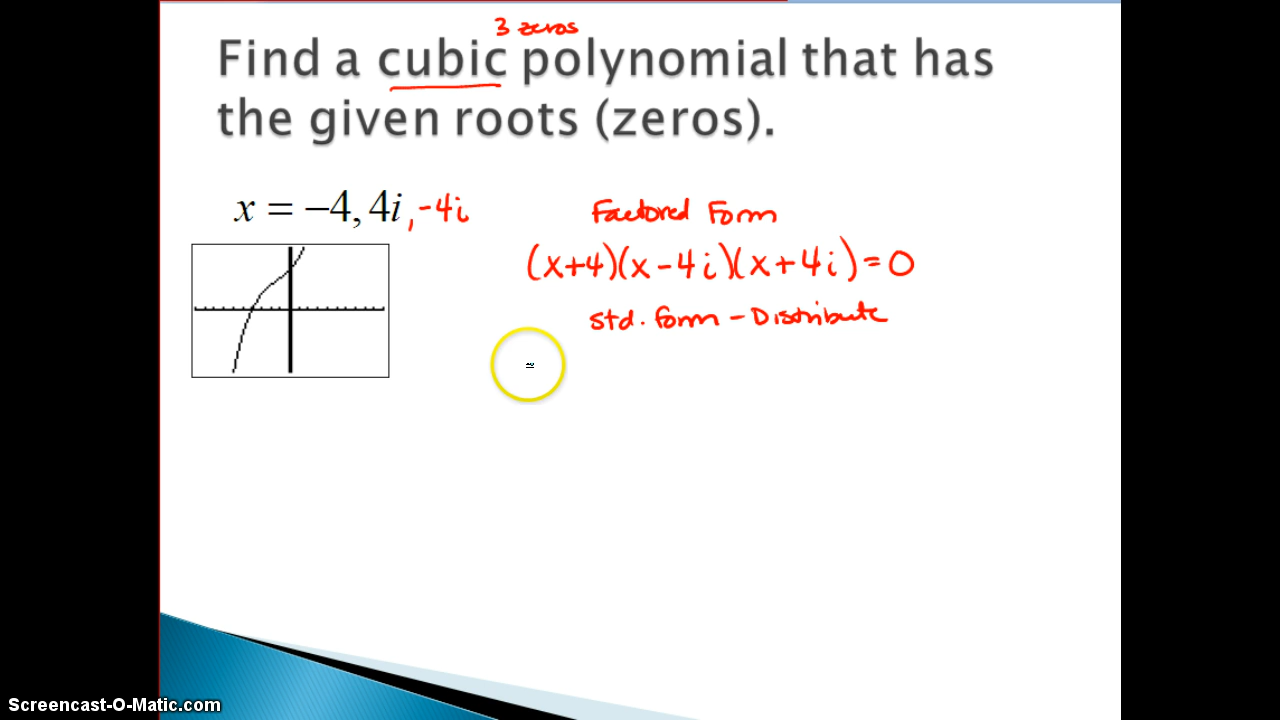 3 zeros
Find a cubic polynomial that has
the given roots (zeros).
x = −4, 4i, -4i
Factored Form
(x+4)(x-4i)(x+4i)=0
std. form - Distribute
Screencast-O-Matic.com